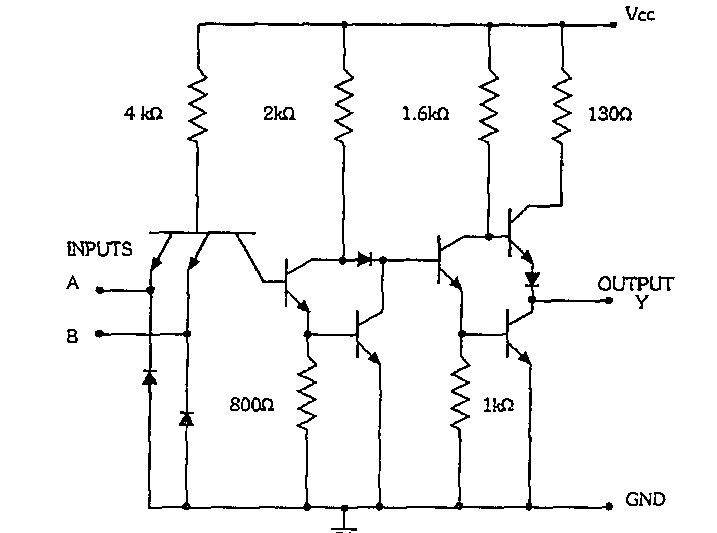 Vcc
4 kΩ
2kΩ
1.6kΩ
130Ω
INPUTS
A
B
OUTPUT
Y
800Ω
1kΩ
GND